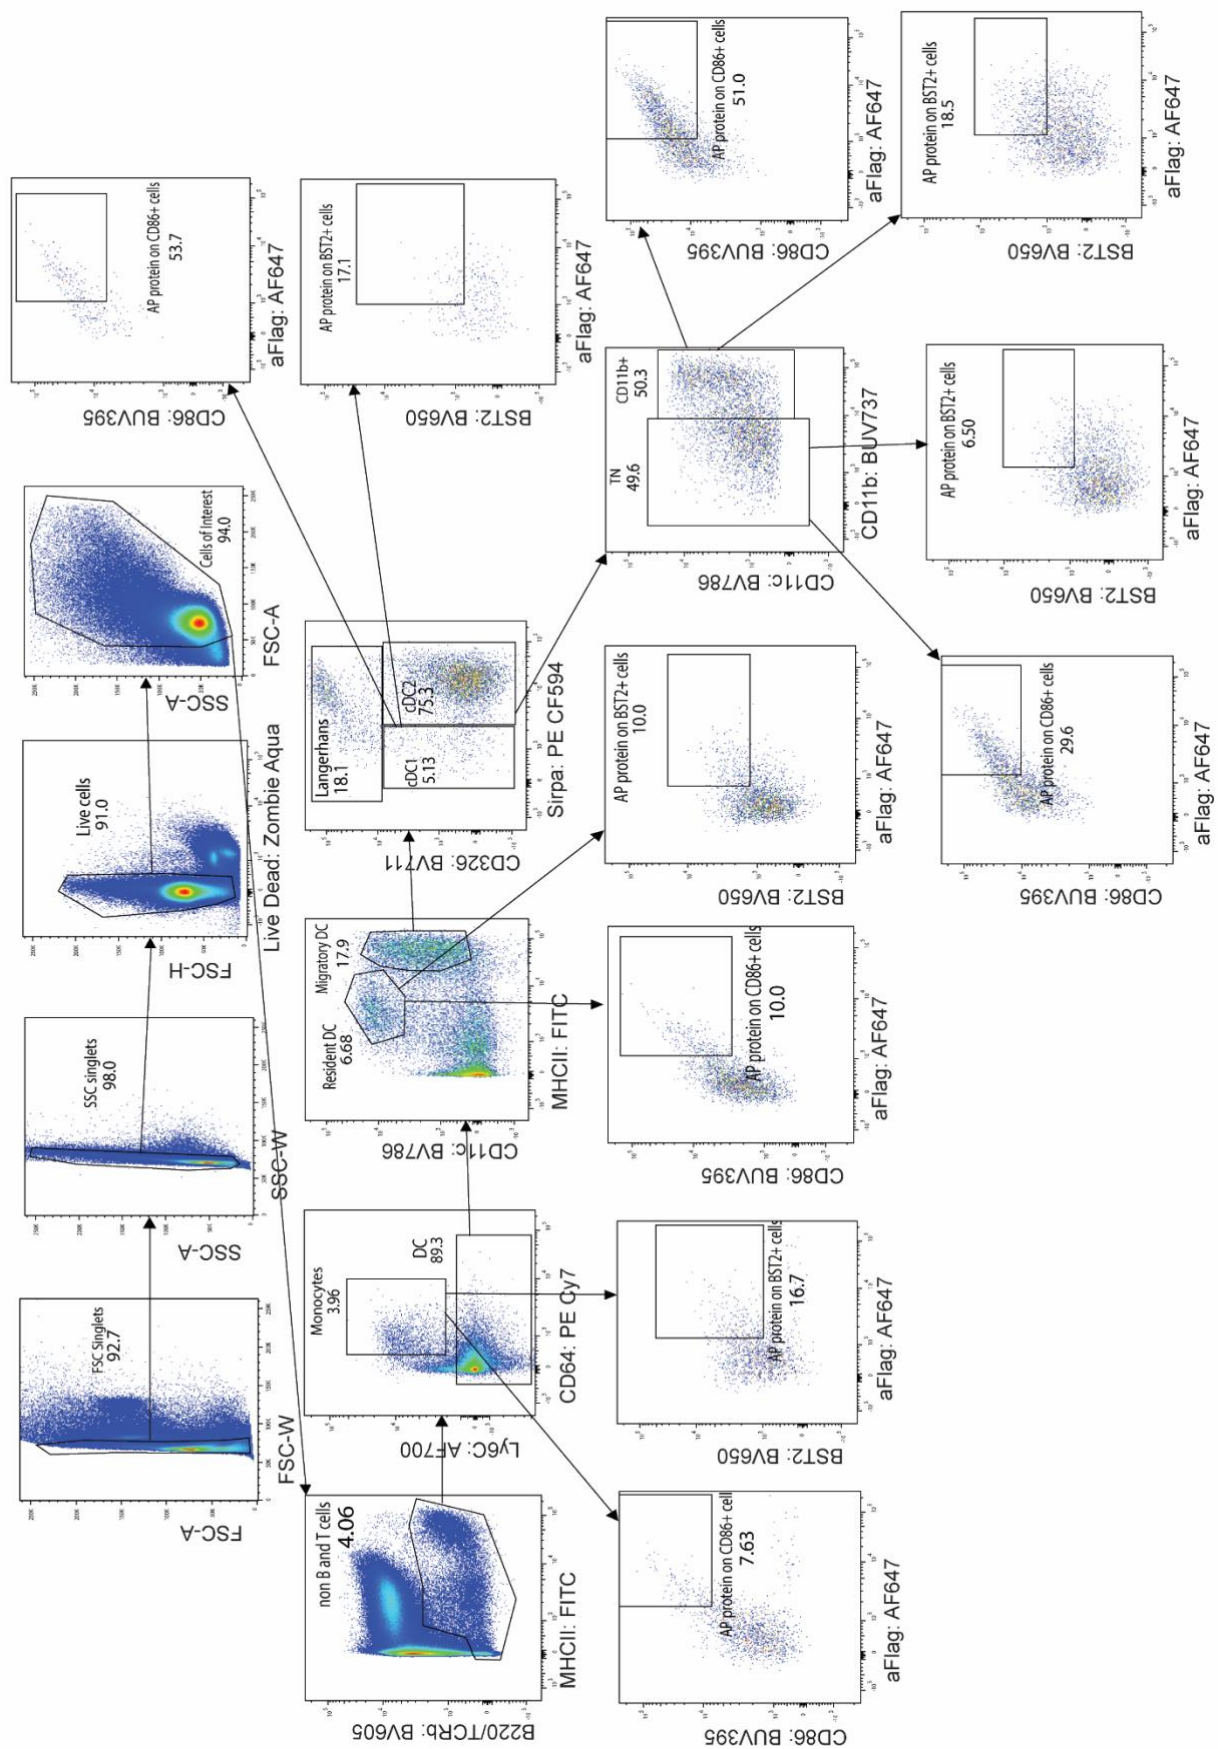 FSC singlets
92.7
FSC-A
FSC-W
SSC singlets
98.0
SSC-A
SSC-W
Live cells
91.0
FSC-H
Live Dead: Zombie Aqua
Cells of Interest
94.0
SSC-A
FSC-A
non B and T cells
4.06
B220/TCRb: BV605
MHCII: FITC
Monocytes
3.96
DC
89.3
Ly6C: AF700
CD64: PE Cy7
Resident DC
6.68
Migratory DC
17.9
CD11c: BV786
MHCII: FITC
Langerhans
18.1
cDC1
5.13
cDC2
75.3
CD326: BV711
Sirpa: PE CF594
AP protein on CD86+ cells
53.7
CD86: BUV395
aFlag: AF647
AP protein on BST2+ cells
17.1
BST2: BV650
aFlag: AF647
AP protein on CD86+ cell
7.63
CD86: BUV395
aFlag: AF647
AP protein on BST2+ cells
16.7
BST2: BV650
aFlag: AF647
AP protein on CD86+ cells
10.0
CD86: BUV395
aFlag: AF647
AP protein on BST2+ cells
10.0
BST2: BV650
aFlag: AF647
TN
49.6
CD11b+
50.3
CD11c: BV786
CD11b: BUV737
AP protein on CD86+ cells
51.0
CD86: BUV395
aFlag: AF647
AP protein on CD86+ cells
29.6
CD86: BUV395
aFlag: AF647
AP protein on BST2+ cells
6.50
BST2: BV650
aFlag: AF647
AP protein on BST2+ cells
18.5
BST2: BV650
aFlag: AF647